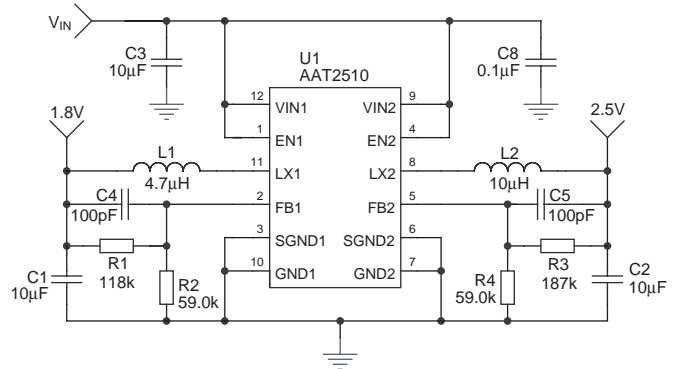 VIN
C3
10μF
U1
AAT2510
C8
0.1μF
12 VIN1 VIN2 9
1 EN1 EN2 4
11 LX1 LX2 8
2 FB1 FB2 5
3 SGND1 SGND2 6
10 GND1 GND2 7
1.8V
2.5V
L1
4.7μH
L2
10μH
C4
100pF
C5
100pF
R1
118k
R3
187k
C1
10μF
R2
59.0k
R4
59.0k
C2
10μF